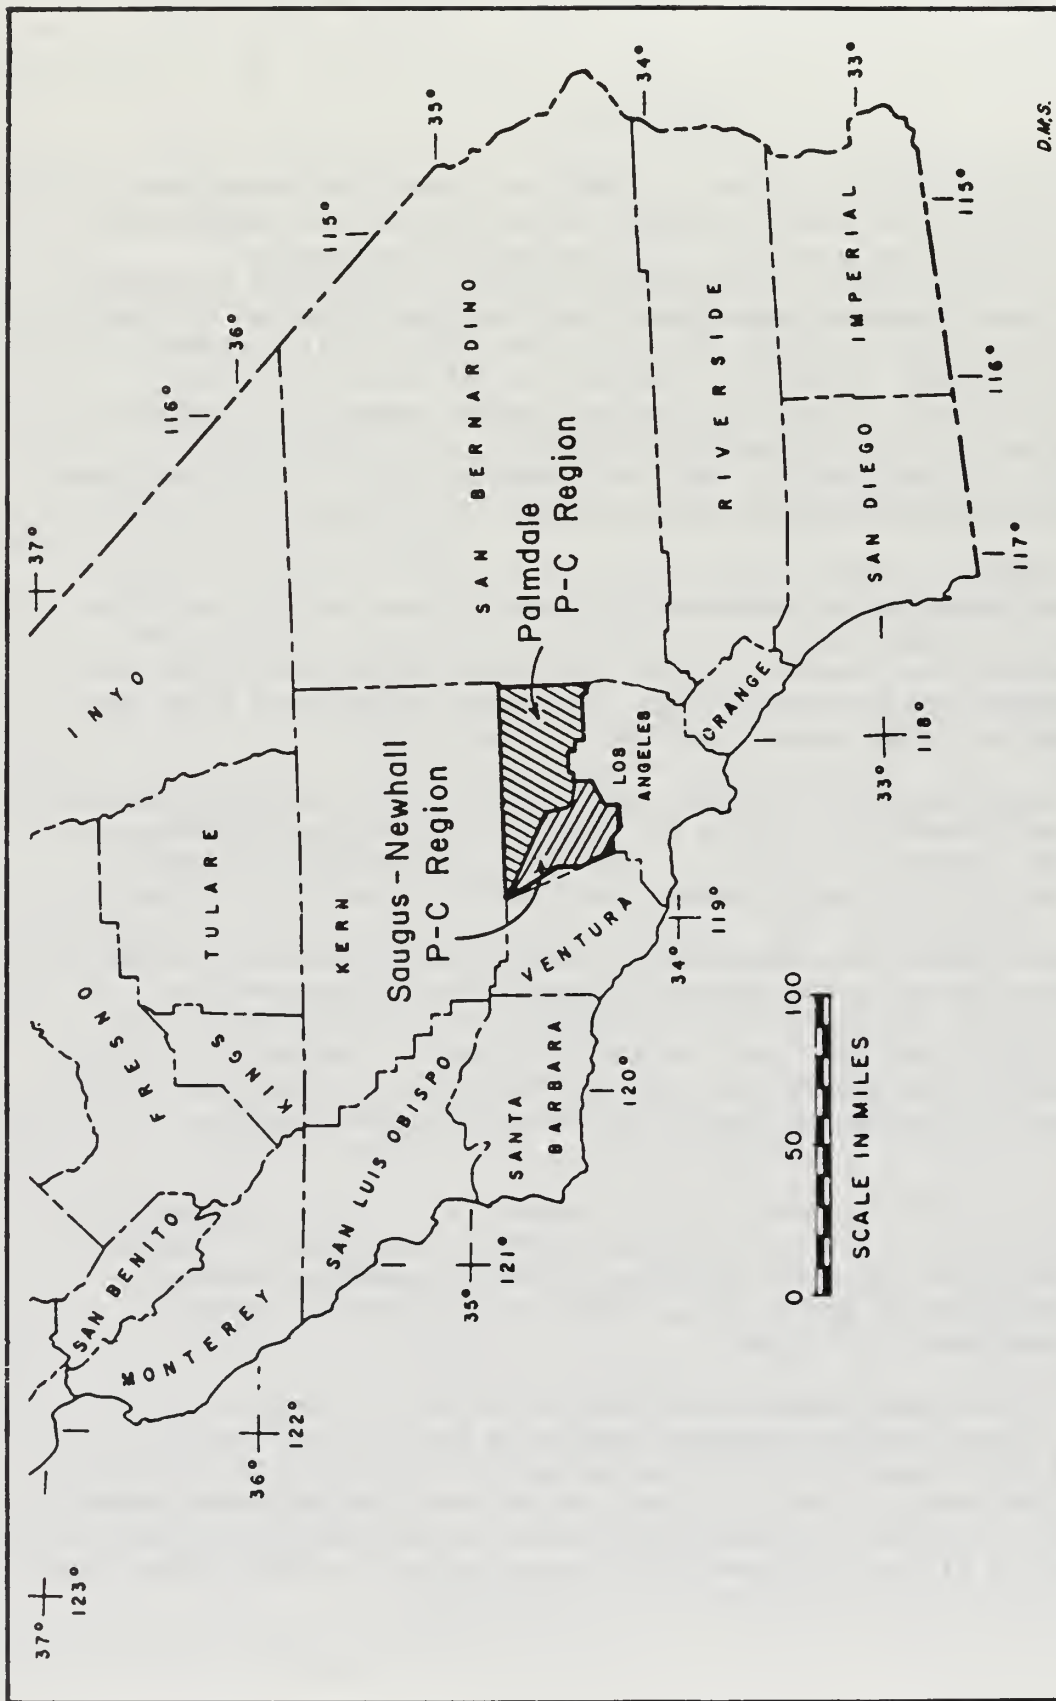 37°
123°
37°
116°
36°
115°
35°
34°
33°
115°
116°
117°
33°
118°
34°
119°
120°
35°
121°
36°
122°
INYO
FRESNO
TULARE
KINGS
SAN BENITO
MONTEREY
KERN
SAN LUIS OBISPO
SANTA
BARBARA
VENTURA
LOS
ANGELES
ORANGE
SAN BERNARDINO
RIVERSIDE
SAN DIEGO
IMPERIAL
Saugus-Newhall
P-C Region
Palmdale
P-C Region
0 50 100
SCALE IN MILES
D.M.S.